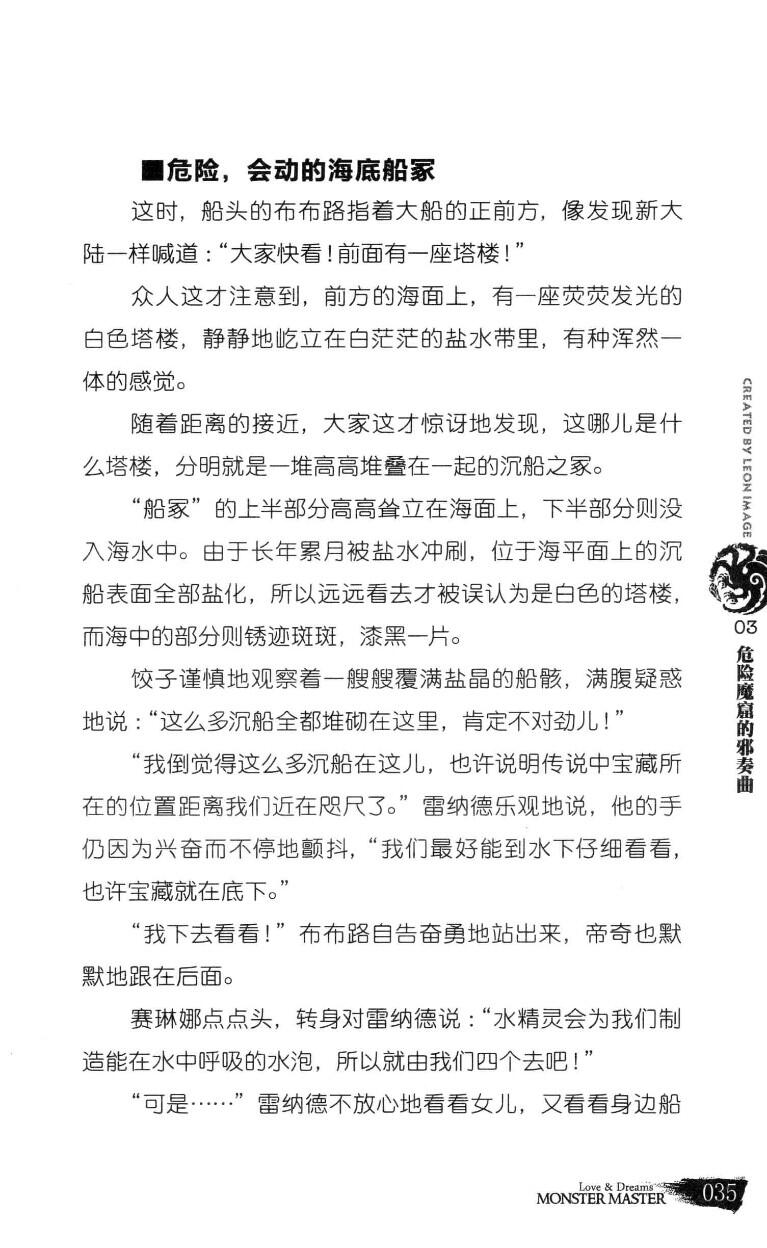 ■危险，会动的海底船冢
这时，船头的布布路指着大船的正前方，像发现新大
陆一样喊道：“大家快看！前面有一座塔楼！”
众人这才注意到，前方的海面上，有一座荧荧发光的
白色塔楼，静静地屹立在白茫茫的盐水带里，有种浑然一
体的感觉。
随着距离的接近，大家这才惊讶地发现，这哪儿是什
么塔楼，分明就是一堆高高堆叠在一起的沉船之冢。
“船冢”的上半部分高高耸立在海面上，下半部分则没
入海水中。由于长年累月被盐水冲刷，位于海平面上的沉
船表面全部盐化，所以远远看去才被误认为是白色的塔楼，
而海中的部分则锈迹斑斑，漆黑一片。
饺子谨慎地观察着一艘艘覆满盐晶的船骸，满腹疑惑
地说：“这么多沉船全都堆砌在这里，肯定不对劲儿！”
“我倒觉得这么多沉船在这儿，也许说明传说中宝藏所
在的位置距离我们近在咫尺了。”雷纳德乐观地说，他的手
仍因为兴奋而不停地颤抖，“我们最好能到水下仔细看看，
也许宝藏就在底下。”
“我下去看看！”布布路自告奋勇地站出来，帝奇也默
默地跟在后面。
赛琳娜点点头，转身对雷纳德说：“水精灵会为我们制
造能在水中呼吸的水泡，所以就由我们四个去吧！”
“可是……”雷纳德不放心地看看女儿，又看看身边船
CREATED BY LEON IMAGE
03
危险魔窟的邪奏曲
Love & Dreams
MONSTER MASTER
035